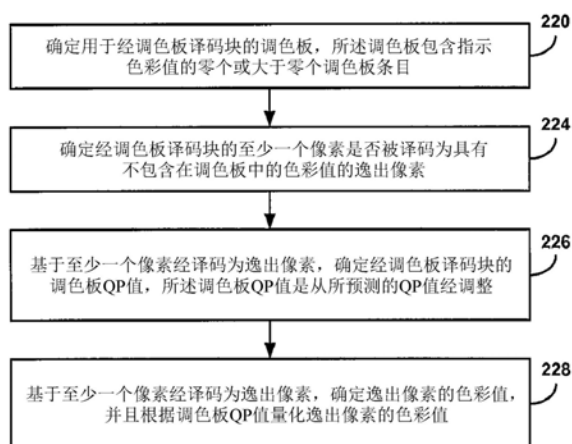 220
确定用于经调色板译码块的调色板，所述调色板包含指示
色彩值的零个或大于零个调色板条目
224
确定经调色板译码块的至少一个像素是否被译码为具有
不包含在调色板中的色彩值的逸出像素
226
基于至少一个像素经译码为逸出像素，确定经调色板译码块的
调色板QP值，所述调色板QP值是从所预测的QP值经调整
228
基于至少一个像素经译码为逸出像素，确定逸出像素的色彩值，
并且根据调色板QP值量化逸出像素的色彩值